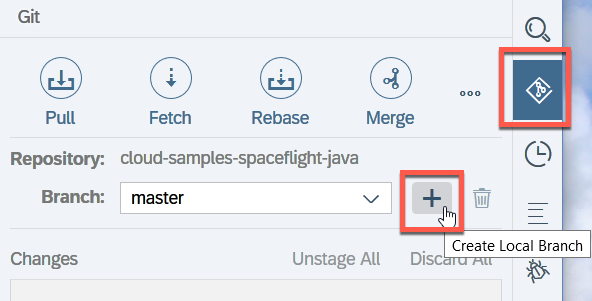 Git
Pull Fetch Rebase Merge
Repository: cloud-samples-spaceflight-java
Branch: master
Create Local Branch
Changes Unstage All Discard All